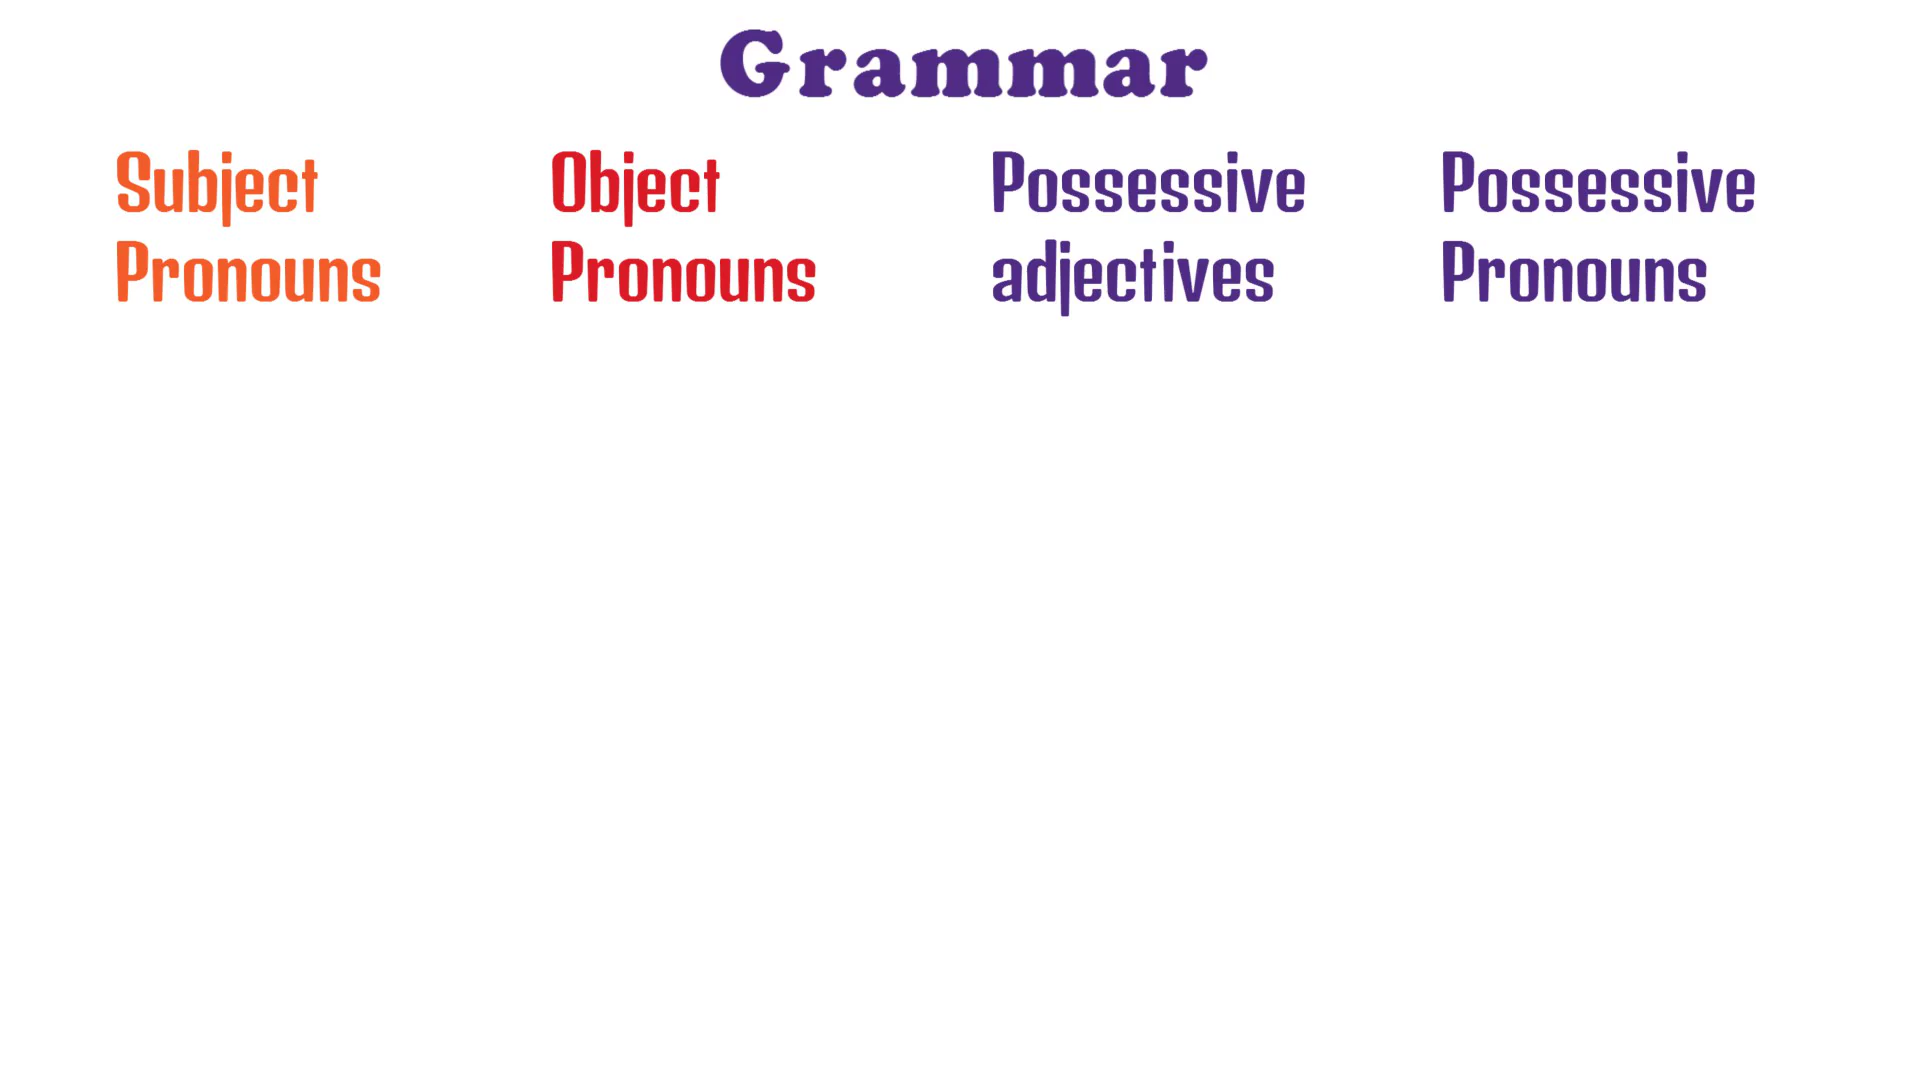 Grammar
Subject
Pronouns
Object
Pronouns
Possessive
adjectives
Possessive
Pronouns